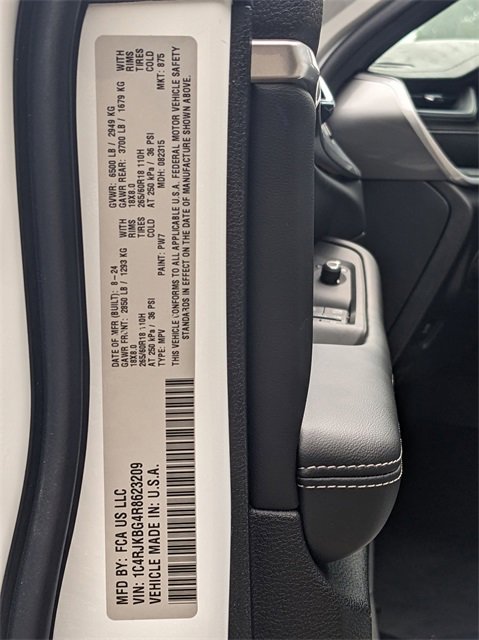 MFD BY: FCA US LLC
VIN: 1C4RJKBG4R8623209
VEHICLE MADE IN: U.S.A.
DATE OF MFR (BUILT): 8-24 GVWR: 6500 LB / 2949 KG
GAWR FRONT: 2850 LB / 1293 KG WITH GAWR REAR: 3700 LB / 1679 KG WITH
18X8.0 RIMS 18X8.0 RIMS
265/60R18 110H TIRES 265/60R18 110H TIRES
AT 250 kPa / 36 PSI COLD AT 250 kPa / 36 PSI COLD
TYPE: MPV PAINT: PW7 MDH: 082315 MKT: 875
THIS VEHICLE CONFORMS TO ALL APPLICABLE U.S.A. FEDERAL MOTOR VEHICLE SAFETY
STANDARDS IN EFFECT ON THE DATE OF MANUFACTURE SHOWN ABOVE.